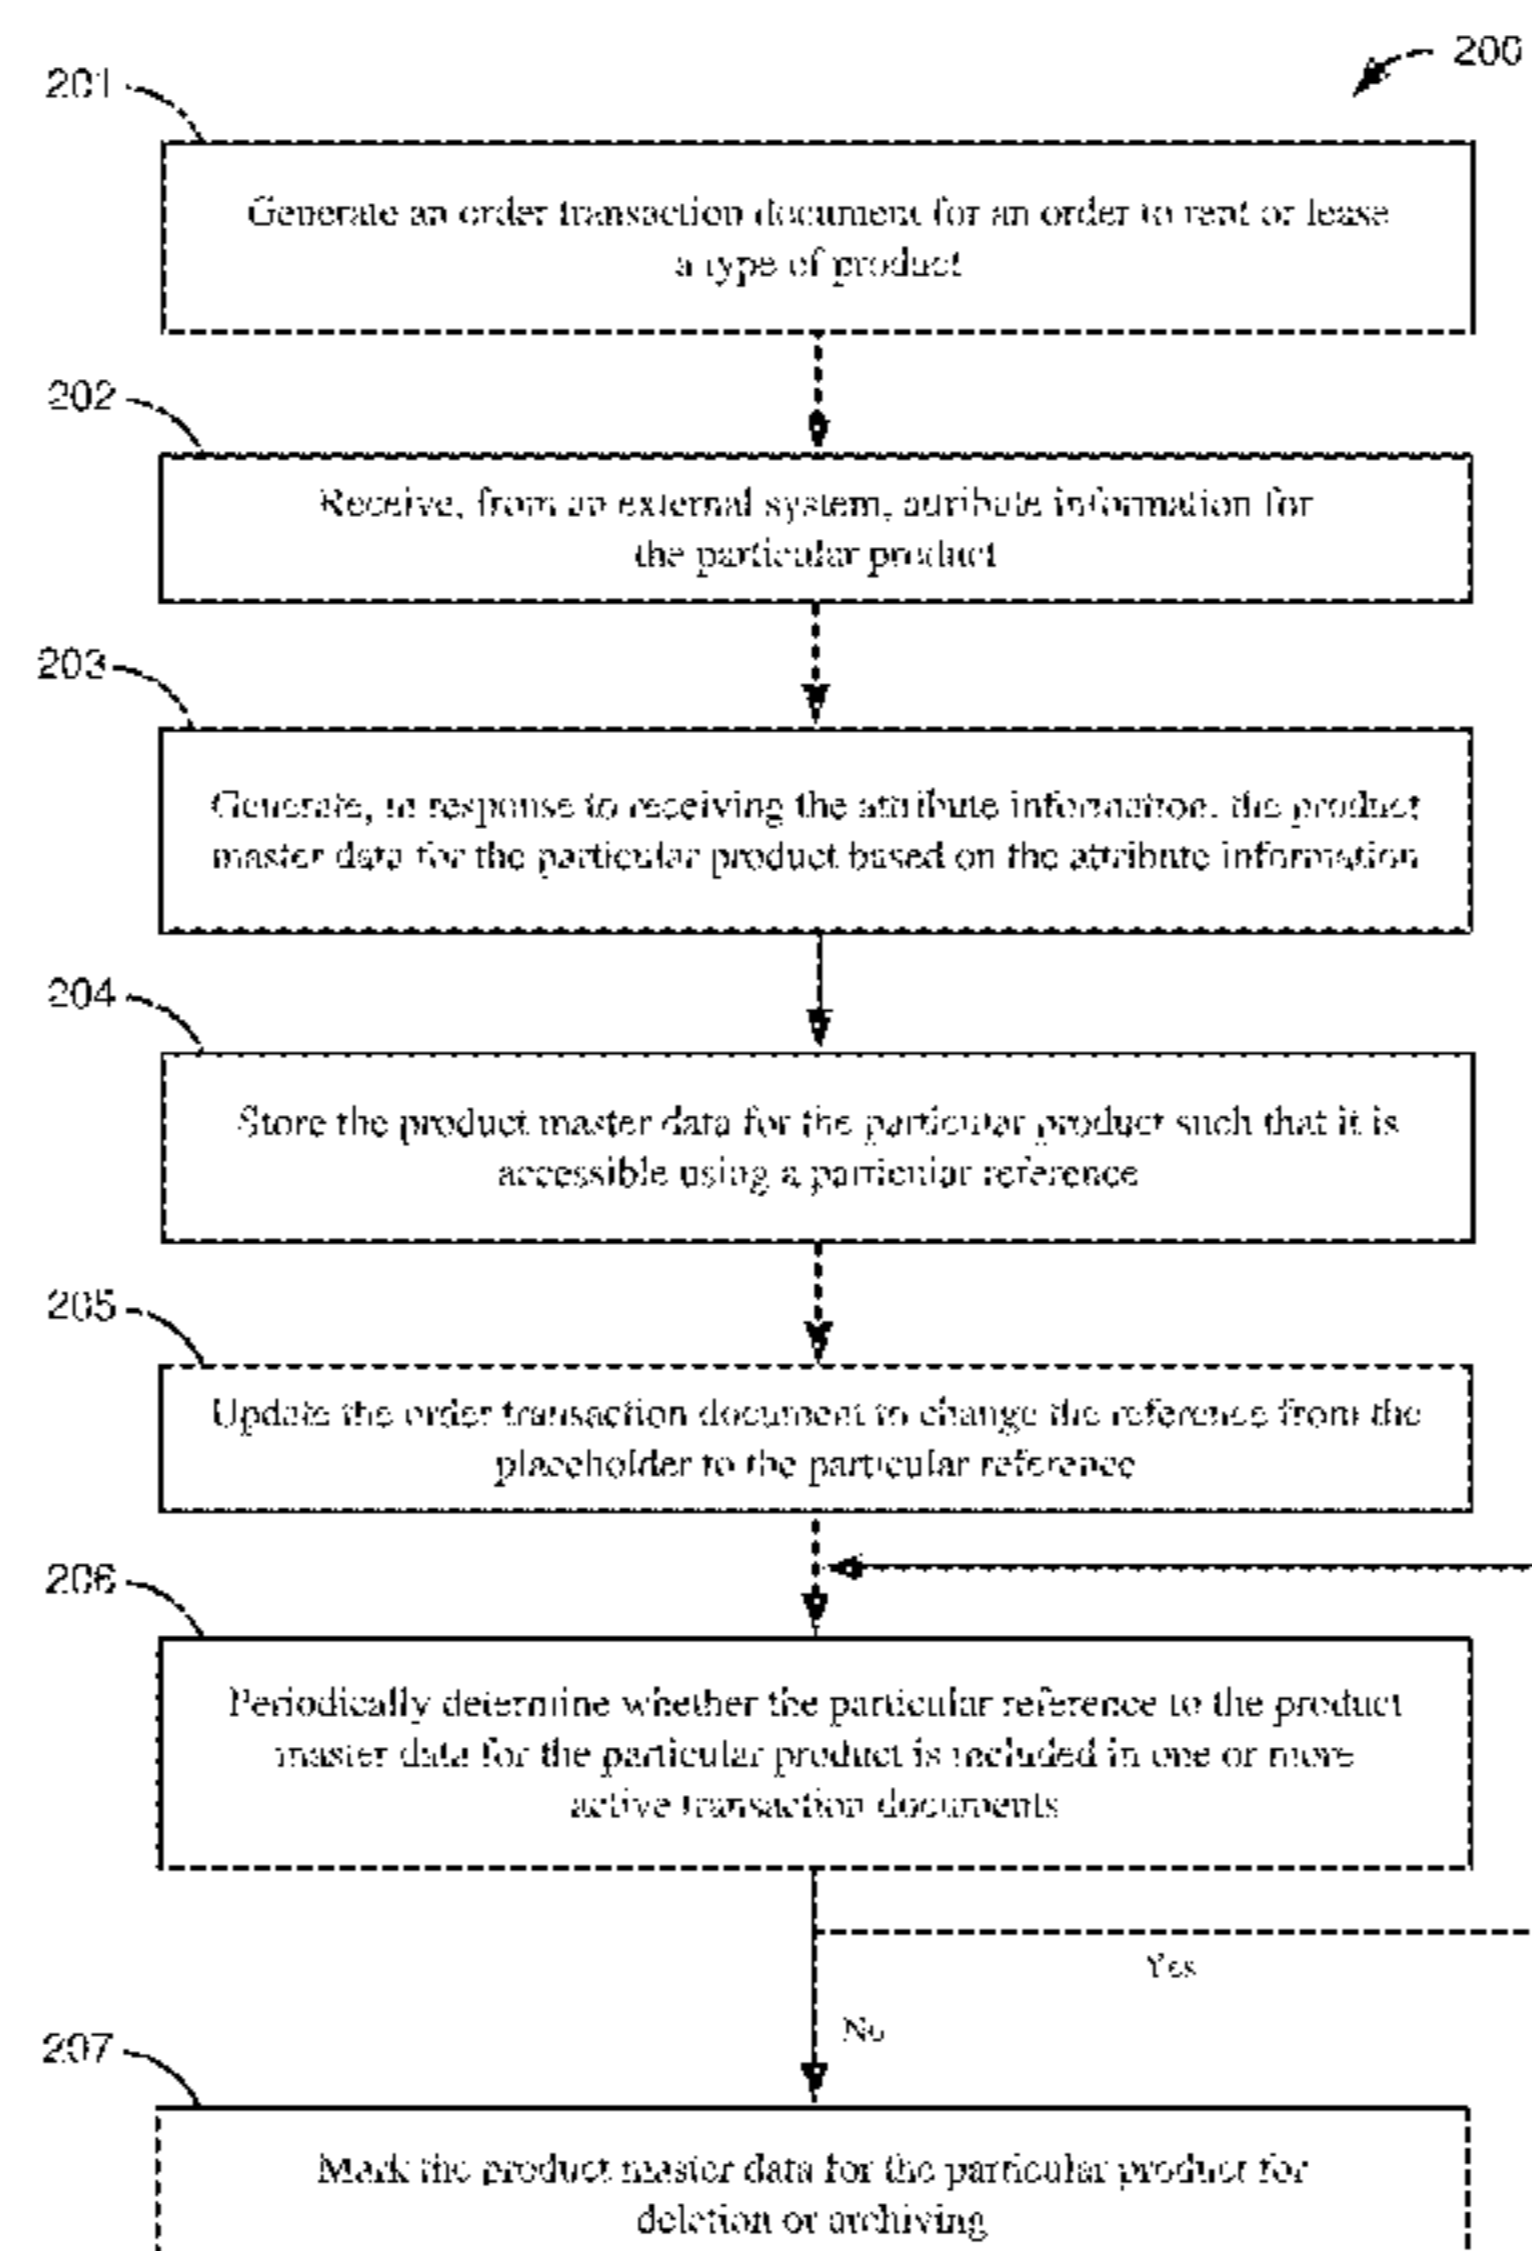 200
201
Generate an order transaction document for an order to rent or lease
a type of product
202
Receive, from an external system, attribute information for
the particular product
203
Generate, in response to receiving the attribute information, the product
master data for the particular product based on the attribute information
204
Store the product master data for the particular product such that it is
accessible using a particular reference
205
Update the order transaction document to change the reference from the
placeholder to the particular reference
206
Periodically determine whether the particular reference to the product
master data for the particular product is included in one or more
active transaction documents
Yes
No
207
Mark the product master data for the particular product for
deletion or archiving